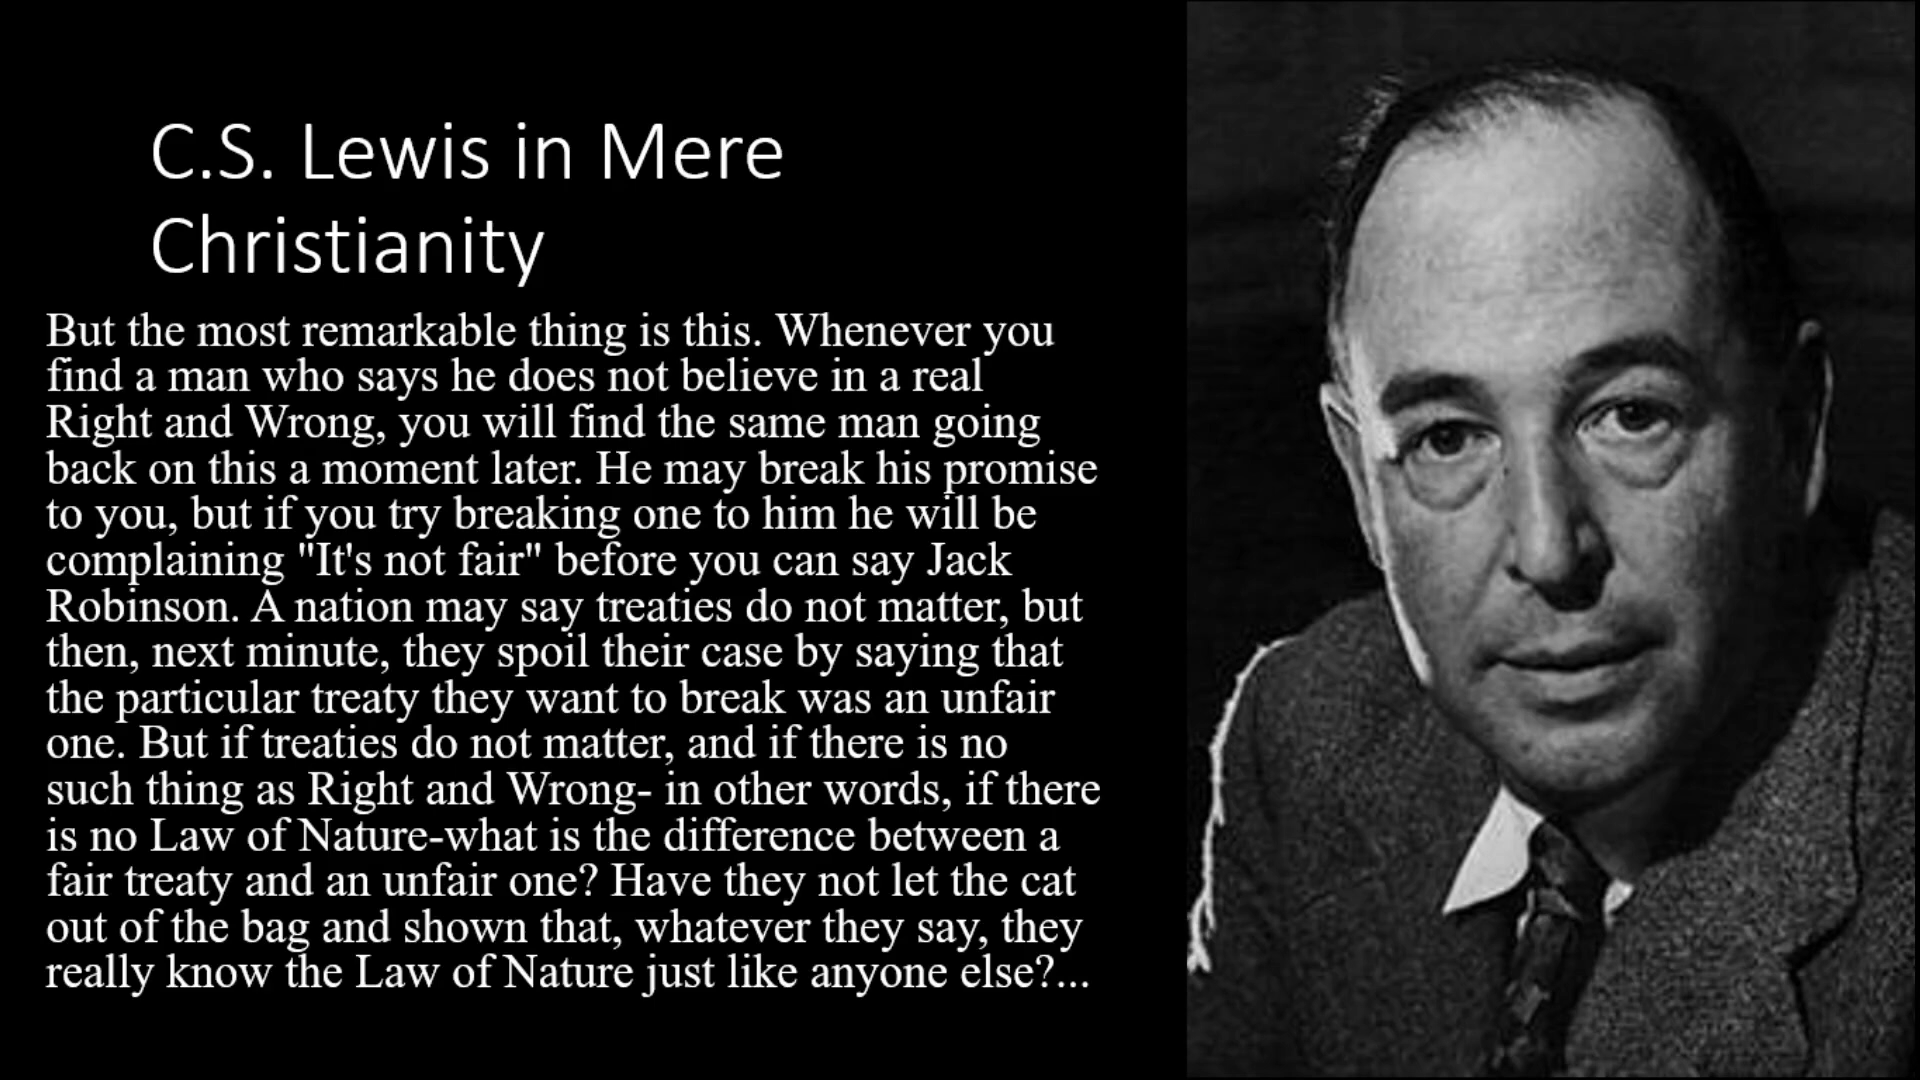 C.S. Lewis in Mere
Christianity
But the most remarkable thing is this. Whenever you
find a man who says he does not believe in a real
Right and Wrong, you will find the same man going
back on this a moment later. He may break his promise
to you, but if you try breaking one to him he will be
complaining "It's not fair" before you can say Jack
Robinson. A nation may say treaties do not matter, but
then, next minute, they spoil their case by saying that
the particular treaty they want to break was an unfair
one. But if treaties do not matter, and if there is no
such thing as Right and Wrong- in other words, if there
is no Law of Nature-what is the difference between a
fair treaty and an unfair one? Have they not let the cat
out of the bag and shown that, whatever they say, they
really know the Law of Nature just like anyone else?...